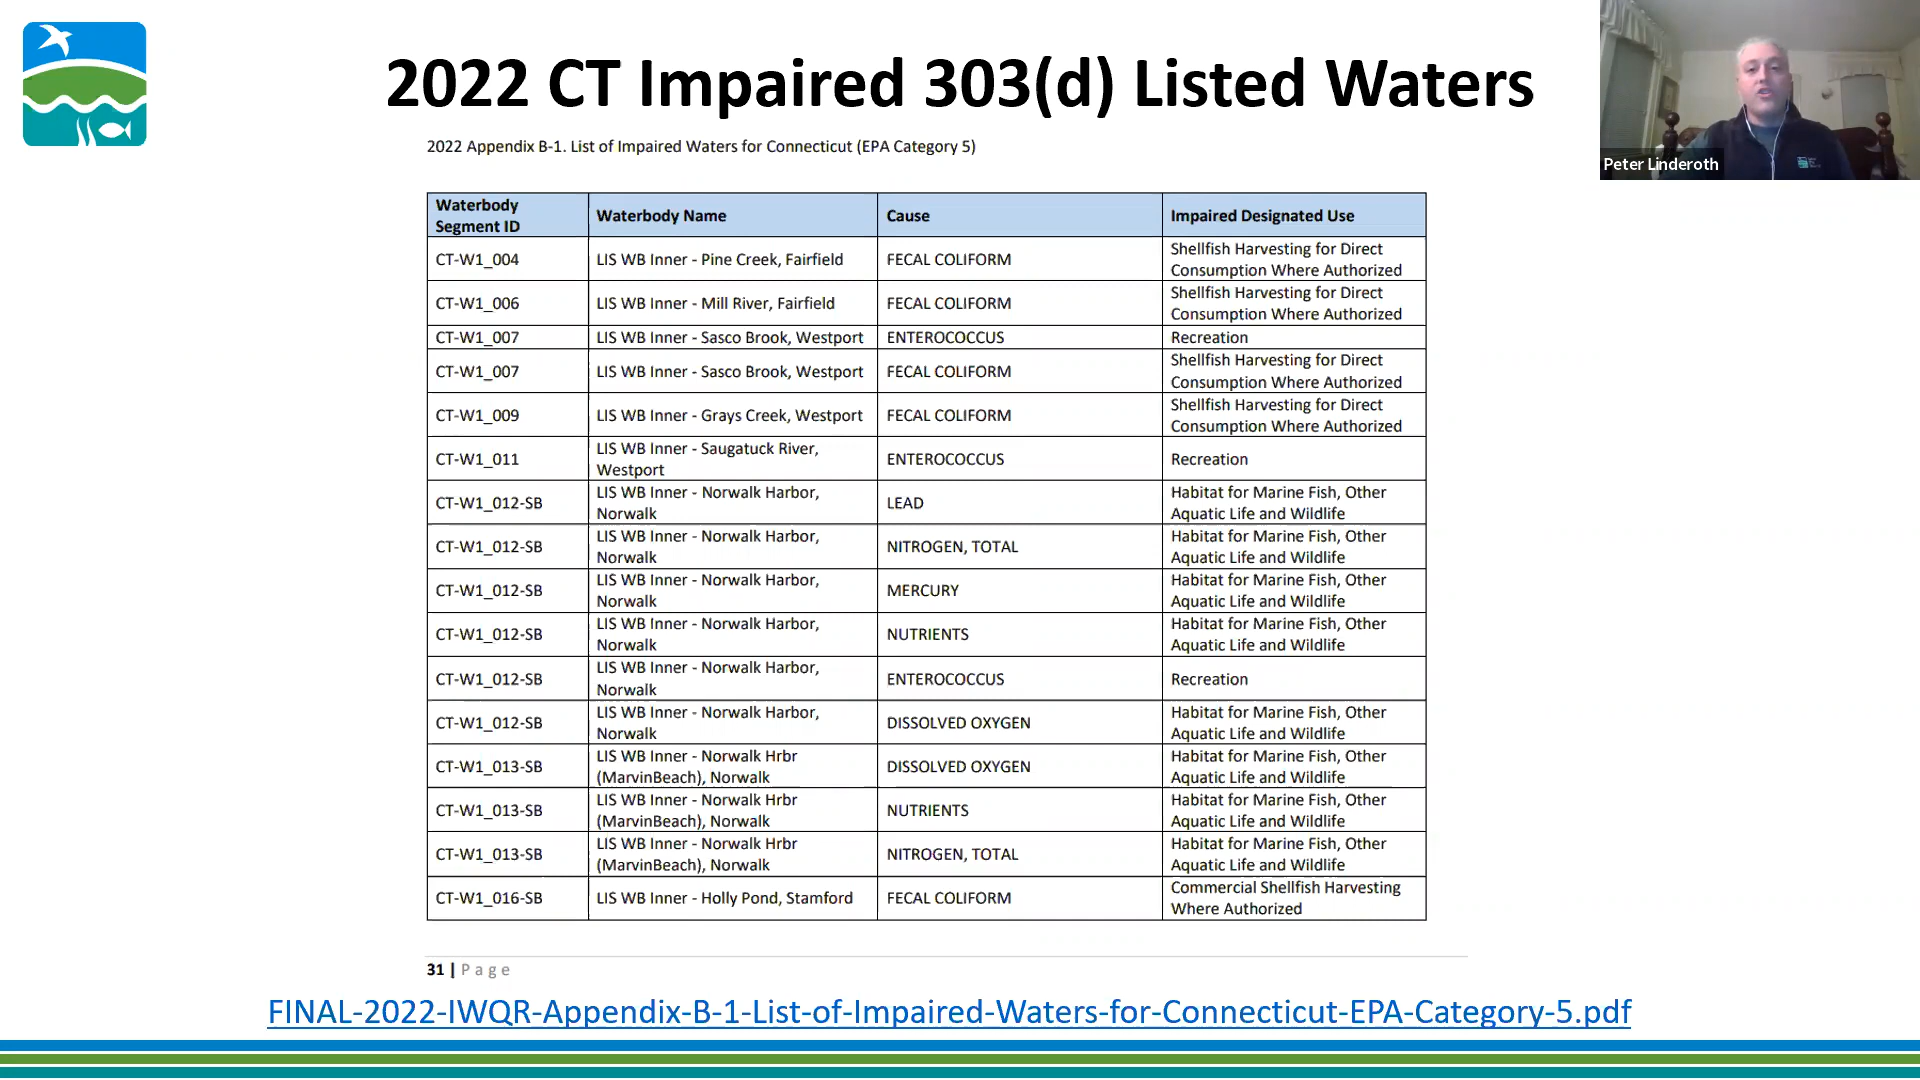 2022 CT Impaired 303(d) Listed Waters
Peter Linderoth
2022 Appendix B-1. List of Impaired Waters for Connecticut (EPA Category 5)
Waterbody Segment ID Waterbody Name Cause Impaired Designated Use
CT-W1_004 LIS WB Inner - Pine Creek, Fairfield FECAL COLIFORM Shellfish Harvesting for Direct Consumption Where Authorized
CT-W1_006 LIS WB Inner - Mill River, Fairfield FECAL COLIFORM Shellfish Harvesting for Direct Consumption Where Authorized
CT-W1_007 LIS WB Inner - Sasco Brook, Westport ENTEROCOCCUS Recreation
CT-W1_007 LIS WB Inner - Sasco Brook, Westport FECAL COLIFORM Shellfish Harvesting for Direct Consumption Where Authorized
CT-W1_009 LIS WB Inner - Grays Creek, Westport FECAL COLIFORM Shellfish Harvesting for Direct Consumption Where Authorized
CT-W1_011 LIS WB Inner - Saugatuck River, Westport ENTEROCOCCUS Recreation
CT-W1_012-SB LIS WB Inner - Norwalk Harbor, Norwalk LEAD Habitat for Marine Fish, Other Aquatic Life and Wildlife
CT-W1_012-SB LIS WB Inner - Norwalk Harbor, Norwalk NITROGEN, TOTAL Habitat for Marine Fish, Other Aquatic Life and Wildlife
CT-W1_012-SB LIS WB Inner - Norwalk Harbor, Norwalk MERCURY Habitat for Marine Fish, Other Aquatic Life and Wildlife
CT-W1_012-SB LIS WB Inner - Norwalk Harbor, Norwalk NUTRIENTS Habitat for Marine Fish, Other Aquatic Life and Wildlife
CT-W1_012-SB LIS WB Inner - Norwalk Harbor, Norwalk ENTEROCOCCUS Recreation
CT-W1_012-SB LIS WB Inner - Norwalk Harbor, Norwalk DISSOLVED OXYGEN Habitat for Marine Fish, Other Aquatic Life and Wildlife
CT-W1_013-SB LIS WB Inner - Norwalk Hrbr (MarvinBeach), Norwalk DISSOLVED OXYGEN Habitat for Marine Fish, Other Aquatic Life and Wildlife
CT-W1_013-SB LIS WB Inner - Norwalk Hrbr (MarvinBeach), Norwalk NUTRIENTS Habitat for Marine Fish, Other Aquatic Life and Wildlife
CT-W1_013-SB LIS WB Inner - Norwalk Hrbr (MarvinBeach), Norwalk NITROGEN, TOTAL Habitat for Marine Fish, Other Aquatic Life and Wildlife
CT-W1_016-SB LIS WB Inner - Holly Pond, Stamford FECAL COLIFORM Commercial Shellfish Harvesting Where Authorized
31 | Page
FINAL-2022-IWQR-Appendix-B-1-List-of-Impaired-Waters-for-Connecticut-EPA-Category-5.pdf